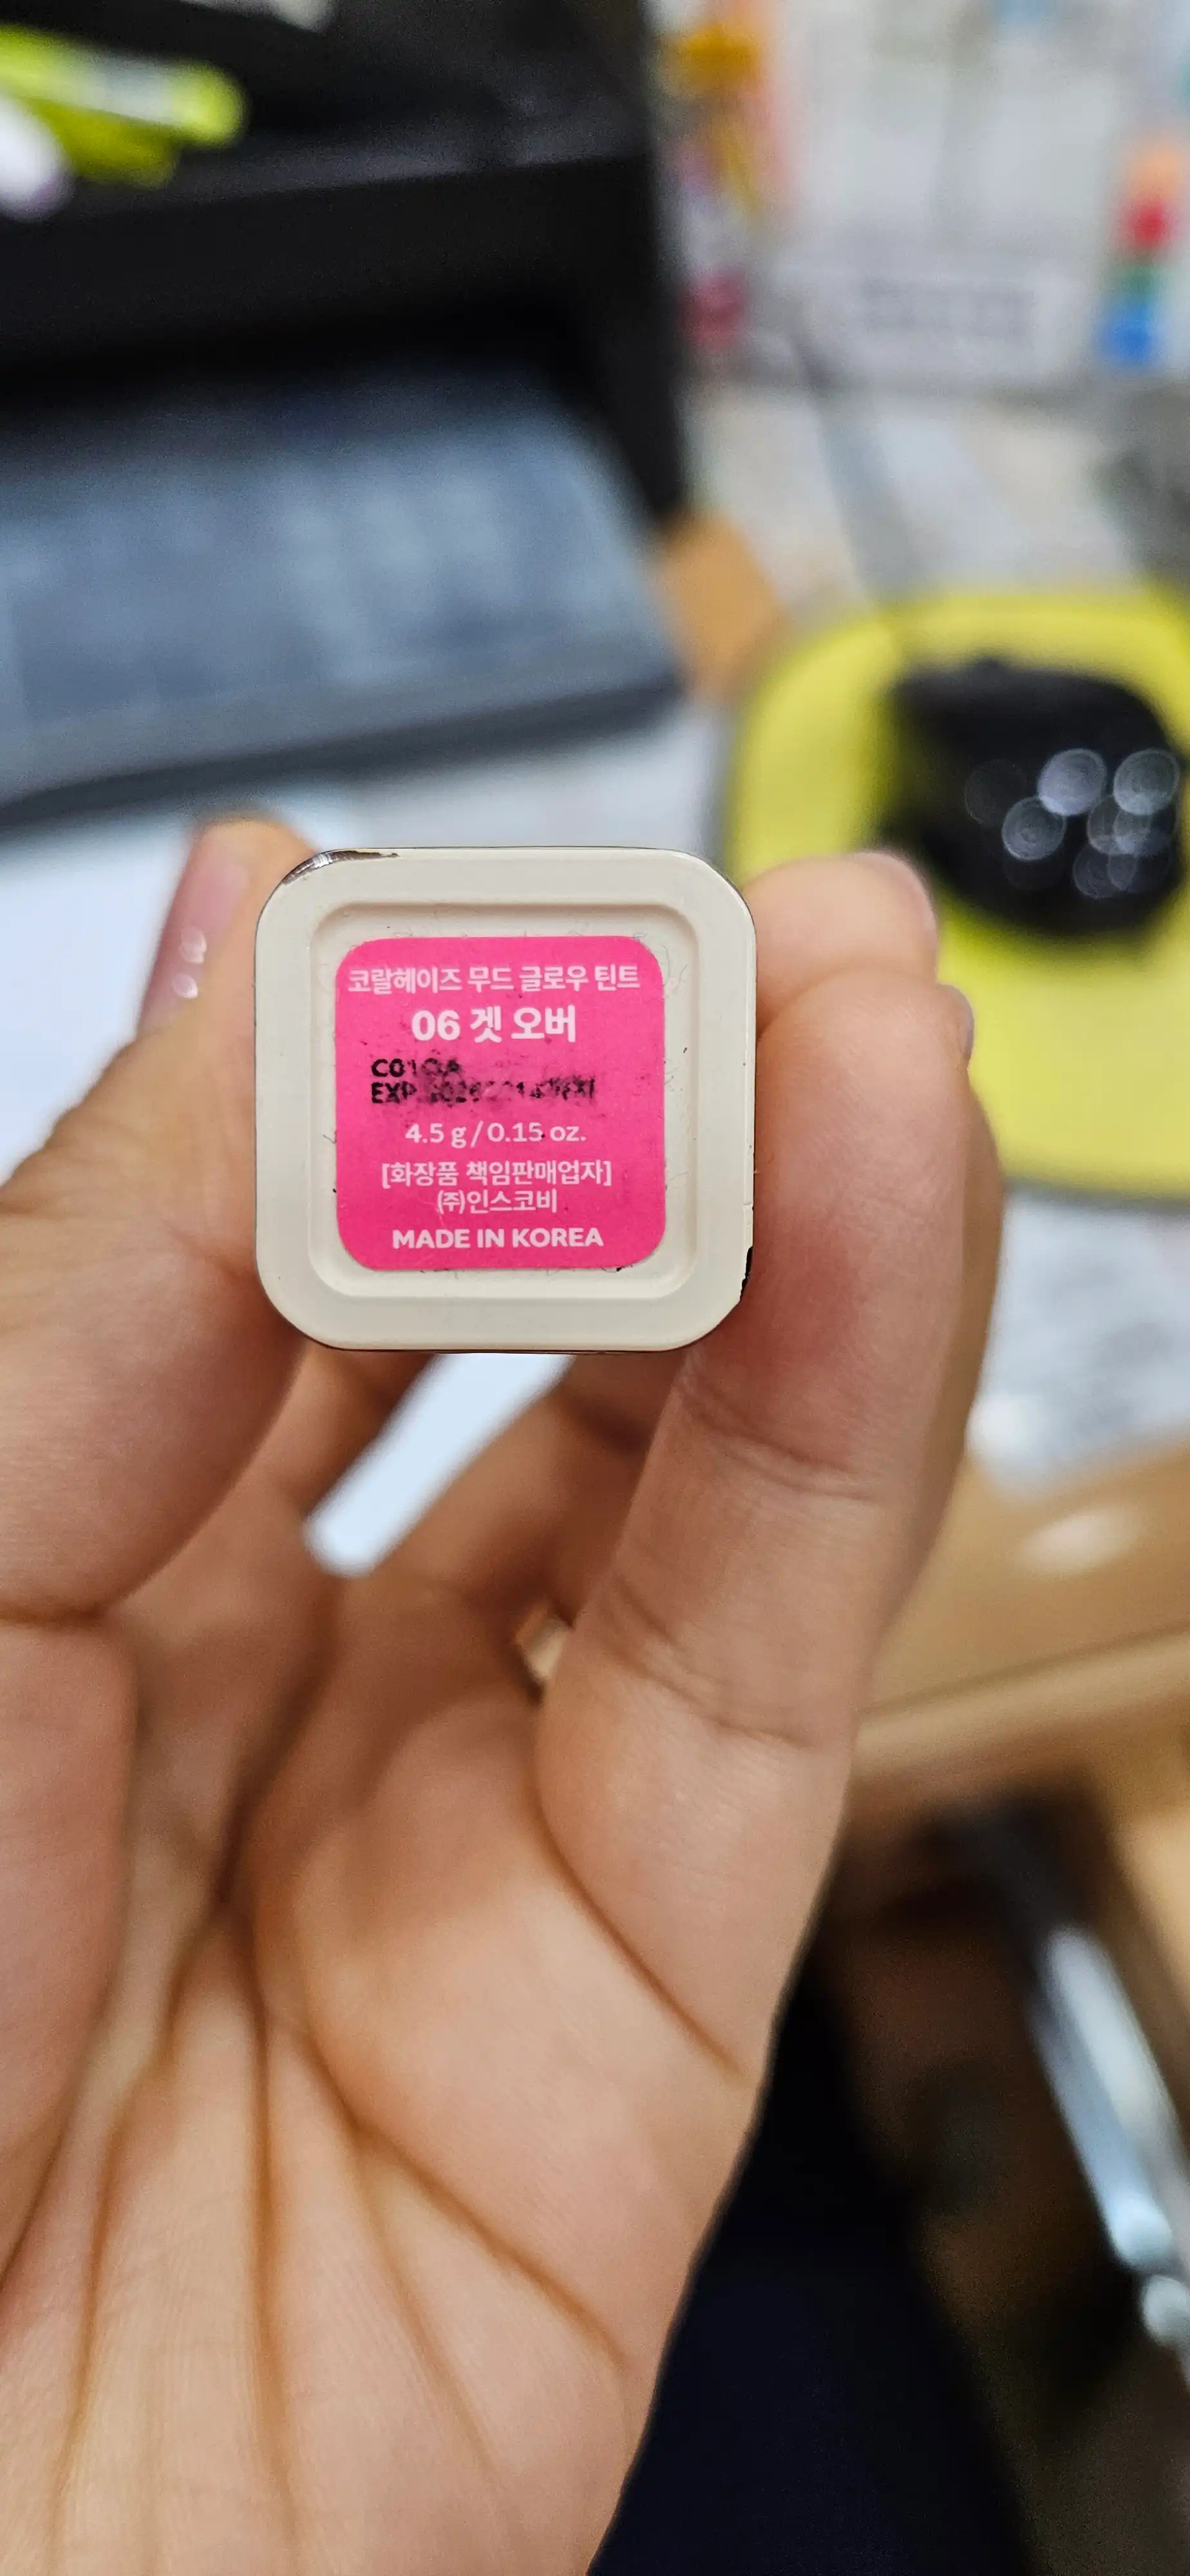 코랄헤이즈 무드 글로우 틴트
06 겟 오버
EXP
4.5 g / 0.15 oz.
[화장품 책임판매업자]
㈜인스코비
MADE IN KOREA